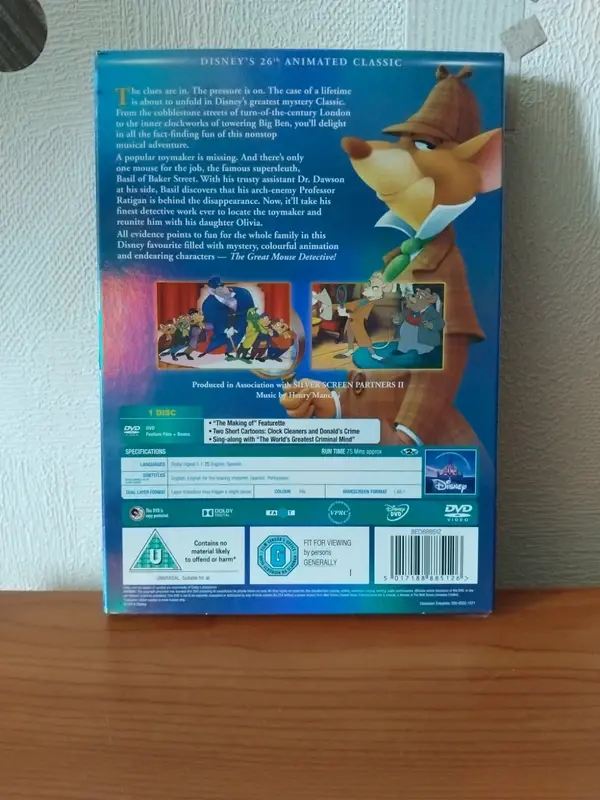 DISNEY'S 26th ANIMATED CLASSIC
The clues are in. The pressure is on. The case of a lifetime
is about to unfold in Disney's greatest mystery Classic.
From the cobblestone streets of turn-of-the-century London
to the inner clockworks of towering Big Ben, you'll delight
in all the fact-finding fun of this nonstop
musical adventure.
A popular toymaker is missing. And there's only
one mouse for the job, the famous supersleuth,
Basil of Baker Street. With his trusty assistant Dr. Dawson
at his side, Basil discovers that his arch-enemy Professor
Ratigan is behind the disappearance. Now, it'll take his
finest detective work ever to locate the toymaker and
reunite him with his daughter Olivia.
All evidence points to fun for the whole family in this
Disney favourite filled with mystery, colourful animation
and endearing characters — The Great Mouse Detective!
Produced in Association with SILVER SCREEN PARTNERS II
Music by Henry
1 DISC
DVD
DVD
Feature Film + Bonus
• "The Making of" Featurette
• Two Short Cartoons: Clock Cleaners and Donald's Crime
• Sing-along with "The World's Greatest Criminal Mind"
SPECIFICATIONS
RUN TIME 75 Mins approx
LANGUAGES
SUBTITLES
DUAL LAYER FORMAT
COLOUR
WIDESCREEN FORMAT
Disney
DOLBY
DIGITAL
VPRC
Disney
DVD
DVD
VIDEO
U
UNIVERSAL Suitable for all
Contains no
material likely
to offend or harm*
G
FIT FOR VIEWING
by persons
GENERALLY
5 017188 885126